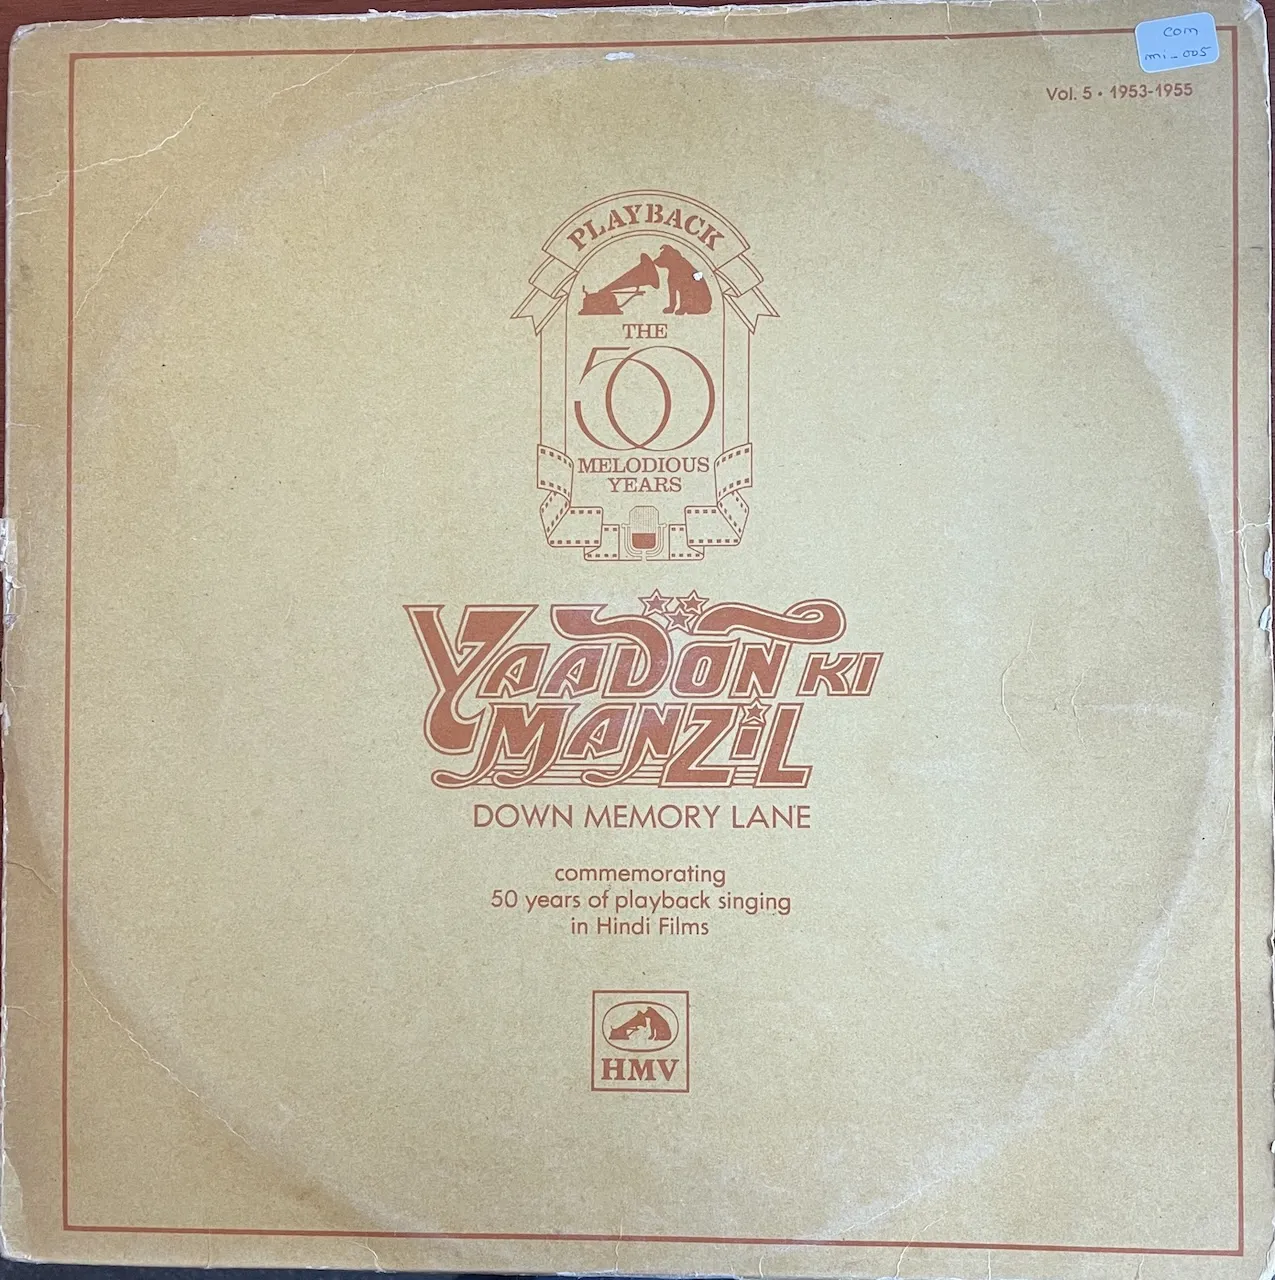 com
mi_005
Vol. 5 • 1953-1955
PLAYBACK
THE
50
MELODIOUS
YEARS
YAADON KI
MANZIL
DOWN MEMORY LANE
commemorating
50 years of playback singing
in Hindi Films
HMV